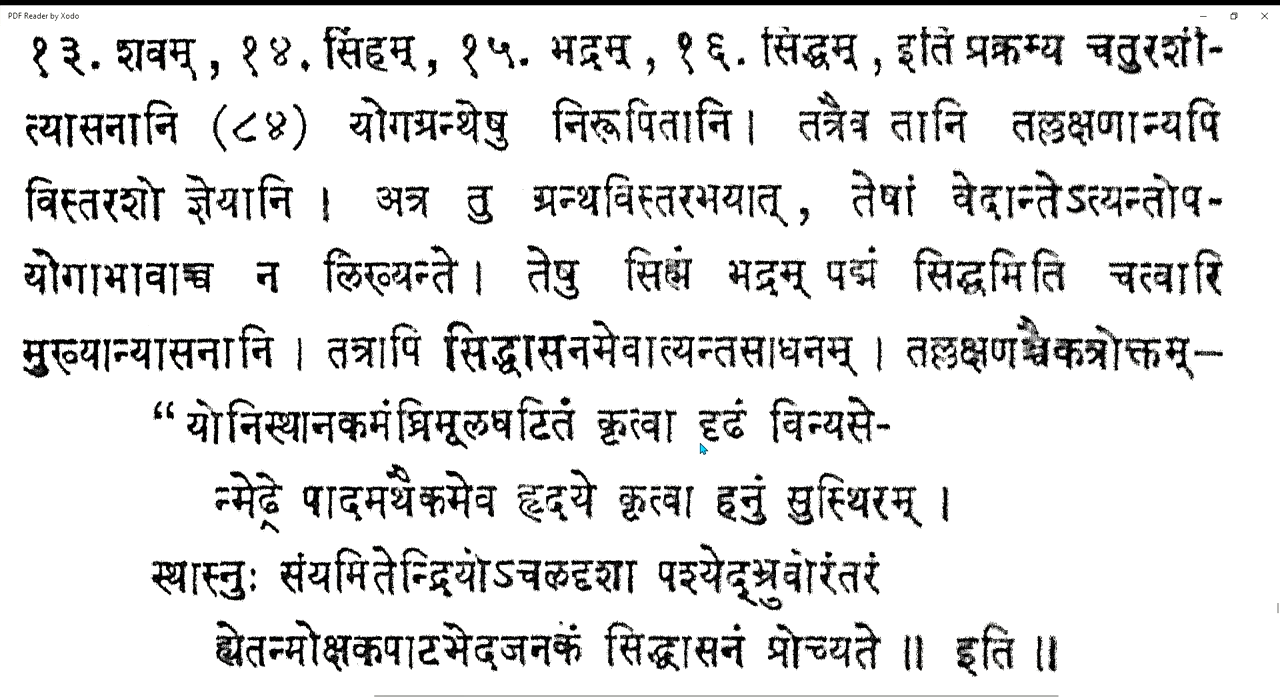 PDF Reader by Xodo
१३. शवम्, १४. सिंहम्, १५. भद्रम्, १६. सिद्धम्, इति प्रक्रम्य चतुरशी-
त्यासनानि (८४) योगग्रन्थेषु निरूपितानि। तत्रैव तानि तल्लक्षणान्यपि
विस्तरशो ज्ञेयानि । अत्र तु ग्रन्थविस्तरभयात्, तेषां वेदान्तेऽत्यन्तोप-
योगाभावाच्च न लिख्यन्ते। तेषु सिंहं भद्रम् पद्मं सिद्धमिति चत्वारि
मुख्यान्यासनानि । तत्रापि सिद्धासनमेवात्यन्तसाधनम् । तल्लक्षणञ्चैकत्रोक्तम्—
“ योनिस्थानकमंघ्रिमूलघटितं कृत्वा दृढं विन्यसे-
न्मेढ्रे पादमथैकमेव हृदये कृत्वा हनुं सुस्थिरम् ।
स्थास्नुः संयमितेन्द्रियोऽचळदृशा पश्येद्भ्रुवोरंतरं
ह्येतन्मोक्षकपाटभेदजनकं सिद्धासनं प्रोच्यते ॥ इति ॥